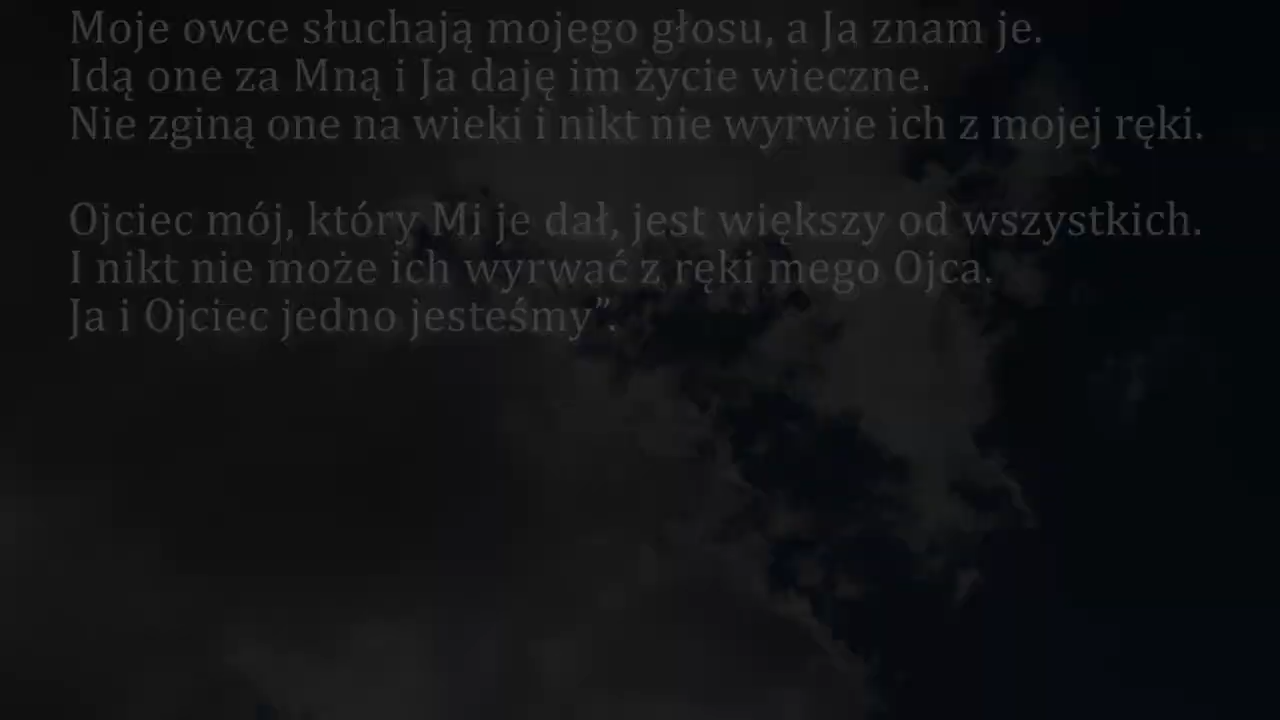 Moje owce słuchają mojego głosu, a Ja znam je.
Idą one za Mną i Ja daję im życie wieczne.
Nie zginą one na wieki i nikt nie wyrwie ich z mojej ręki.
Ojciec mój, który Mi je dał, jest większy od wszystkich.
I nikt nie może ich wyrwać z ręki mego Ojca.
Ja i Ojciec jedno jesteśmy”.